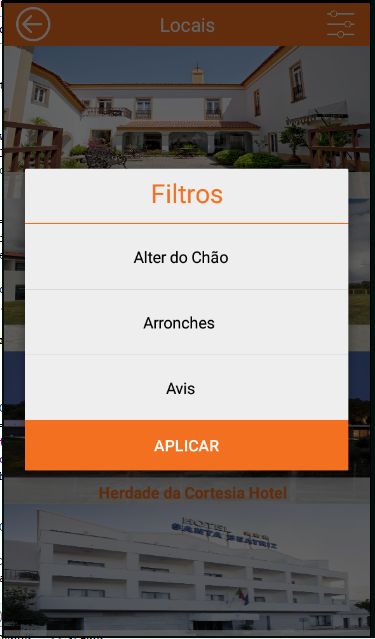 Locais
Filtros
Alter do Chão
Arronches
Avis
APLICAR
Herdade da Cortesia Hotel
HOTEL ***
SANTA BEATRIZ